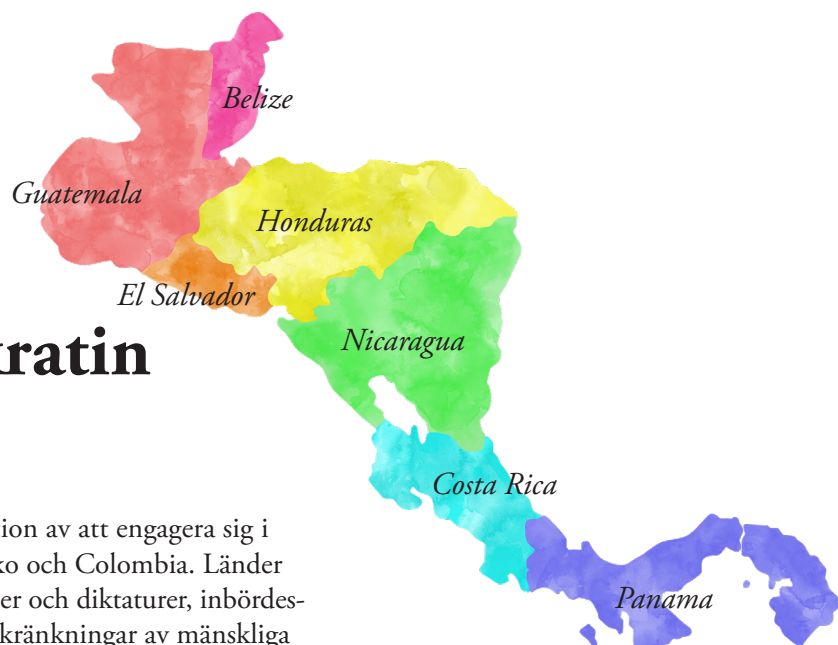 Belize
Guatemala
Honduras
El Salvador
Nicaragua
kratin
Costa Rica
ion av att engagera sig i
ko och Colombia. Länder
er och diktaturer, inbördes-
kränkningar av mänskliga
Panama